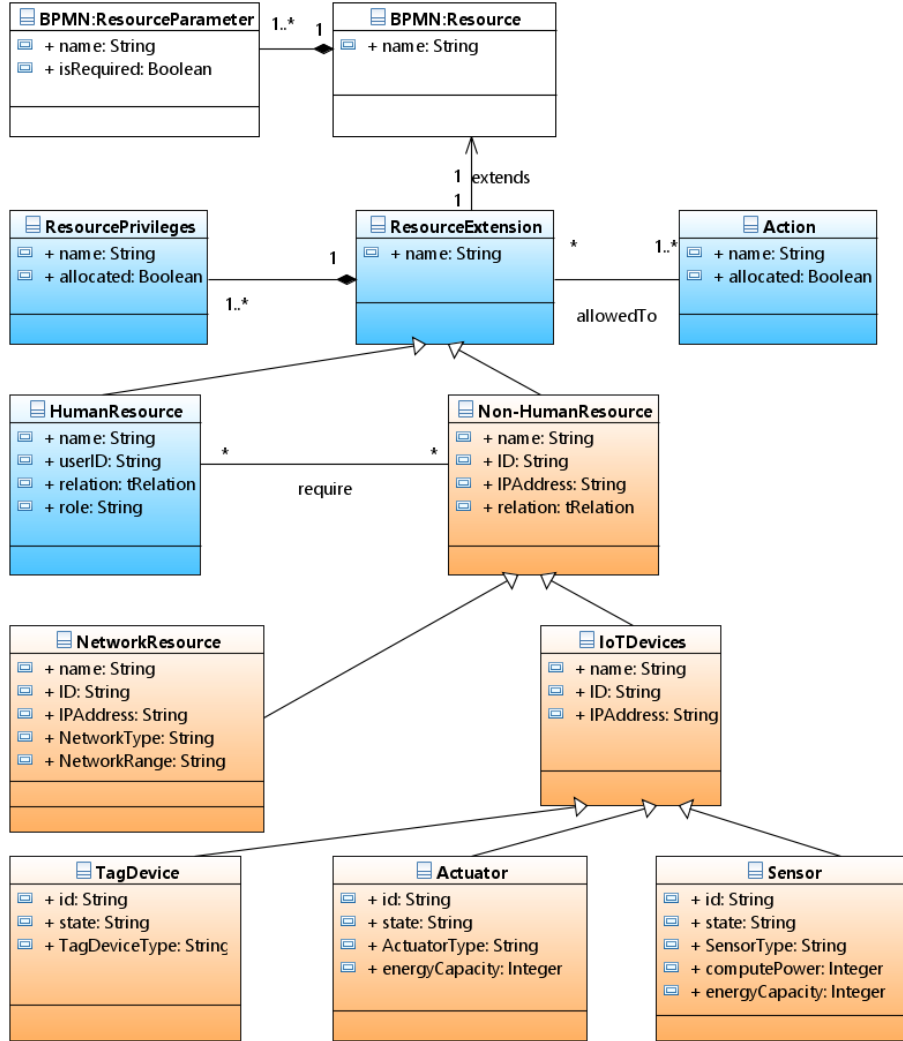 BPMN:ResourceParameter
+ name: String
+ isRequired: Boolean
1..*
1
BPMN:Resource
+ name: String
1
extends
1
ResourcePrivileges
+ name: String
+ allocated: Boolean
1
1..*
ResourceExtension
+ name: String
*
1..*
allowedTo
Action
+ name: String
+ allocated: Boolean
HumanResource
+ name: String
+ userID: String
+ relation: tRelation
+ role: String
*
*
require
Non-HumanResource
+ name: String
+ ID: String
+ IPAddress: String
+ relation: tRelation
NetworkResource
+ name: String
+ ID: String
+ IPAddress: String
+ NetworkType: String
+ NetworkRange: String
IoTDevices
+ name: String
+ ID: String
+ IPAddress: String
TagDevice
+ id: String
+ state: String
+ TagDeviceType: String
Actuator
+ id: String
+ state: String
+ ActuatorType: String
+ energyCapacity: Integer
Sensor
+ id: String
+ state: String
+ SensorType: String
+ computePower: Integer
+ energyCapacity: Integer